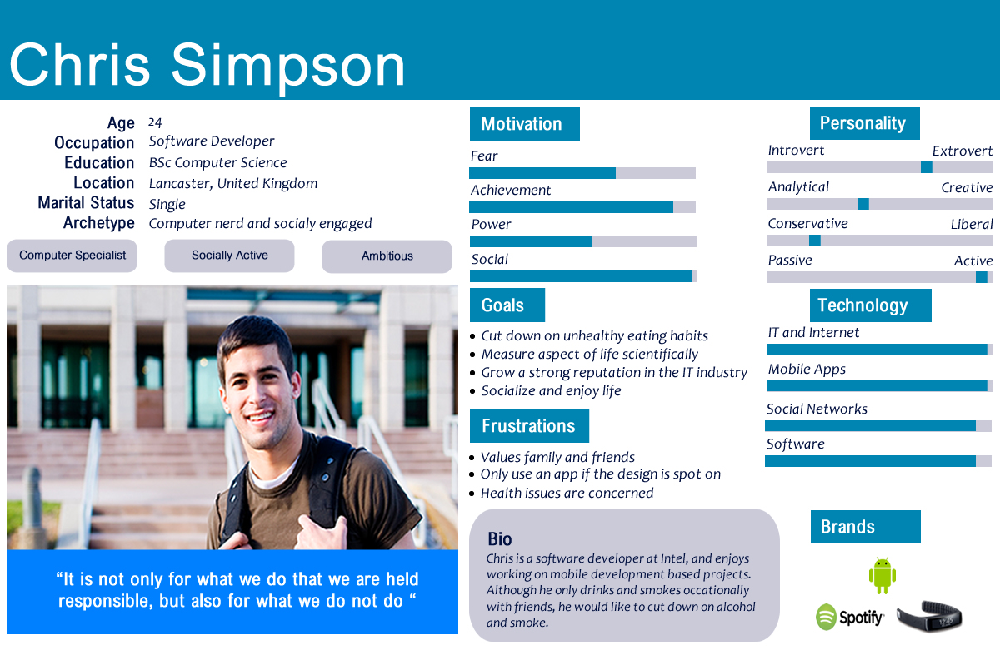 Chris Simpson
Age 24
Occupation Software Developer
Education BSc Computer Science
Location Lancaster, United Kingdom
Marital Status Single
Archetype Computer nerd and socialy engaged
Computer Specialist
Socially Active
Ambitious
“It is not only for what we do that we are held
responsible, but also for what we do not do “
Motivation
Fear
Achievement
Power
Social
Goals
• Cut down on unhealthy eating habits
• Measure aspect of life scientifically
• Grow a strong reputation in the IT industry
• Socialize and enjoy life
Frustrations
• Values family and friends
• Only use an app if the design is spot on
• Health issues are concerned
Bio
Chris is a software developer at Intel, and enjoys
working on mobile development based projects.
Although he only drinks and smokes occationally
with friends, he would like to cut down on alcohol
and smoke.
Personality
Introvert Extrovert
Analytical Creative
Conservative Liberal
Passive Active
Technology
IT and Internet
Mobile Apps
Social Networks
Software
Brands
Spotify
12:45